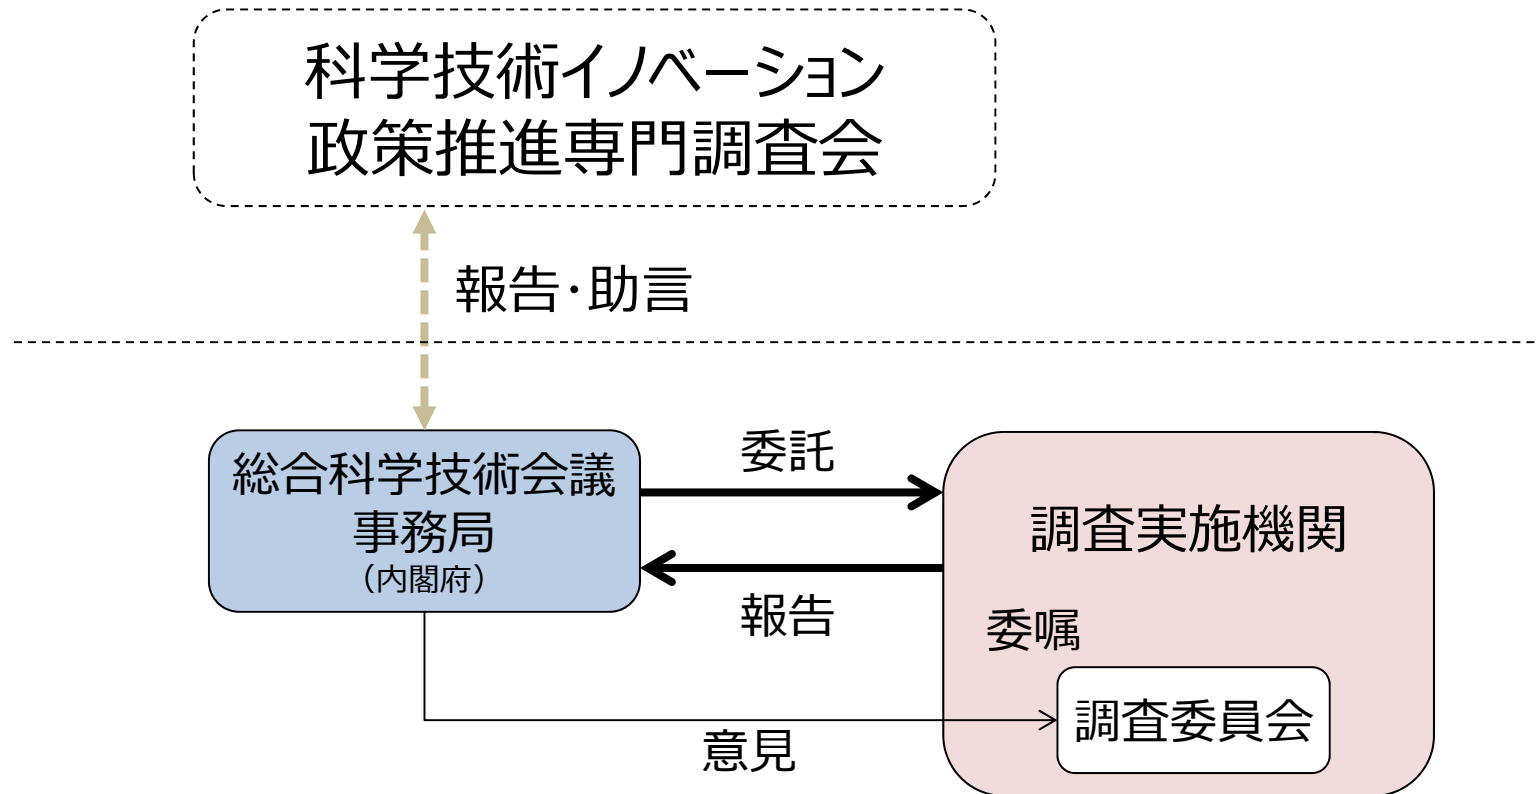 科学技術イノベーション
政策推進専門調査会
報告･助言
総合科学技術会議
事務局
（内閣府）
委託
報告
調査実施機関
委嘱
調査委員会
意見